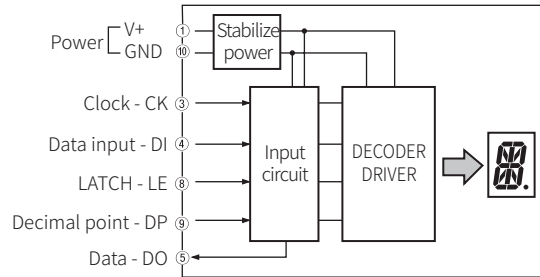 Power V+ ①
GND ⑩
Stabilize
power
Clock - CK ③
Data input - DI ④
LATCH - LE ⑧
Decimal point - DP ⑨
Data - DO ⑤
Input
circuit
DECODER
DRIVER